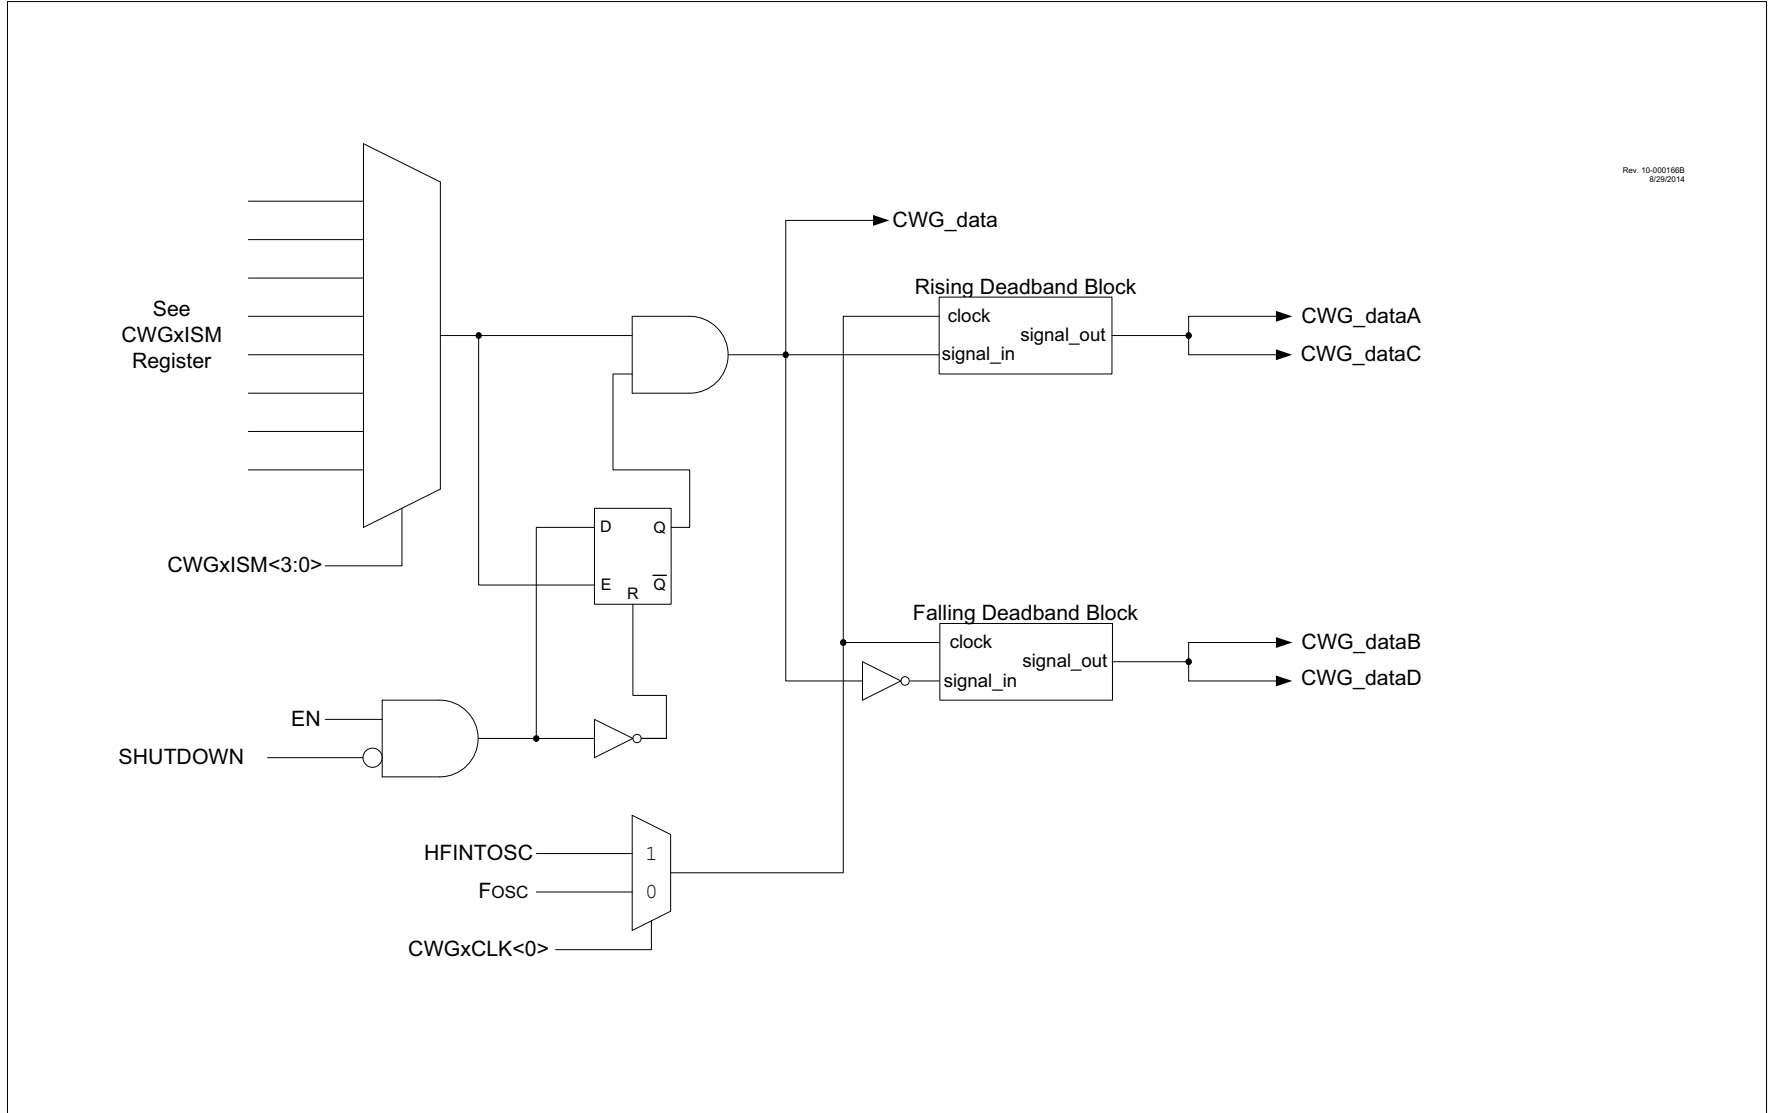 Rev. 10-000166B
8/29/2014
CWG_data
Rising Deadband Block
clock
signal_out
signal_in
CWG_dataA
CWG_dataC
See
CWGxISM
Register
D
Q
E
R
Q̅
CWGxISM<3:0>
Falling Deadband Block
clock
signal_out
signal_in
CWG_dataB
CWG_dataD
EN
SHUTDOWN
HFINTOSC
1
FOSC
0
CWGxCLK<0>